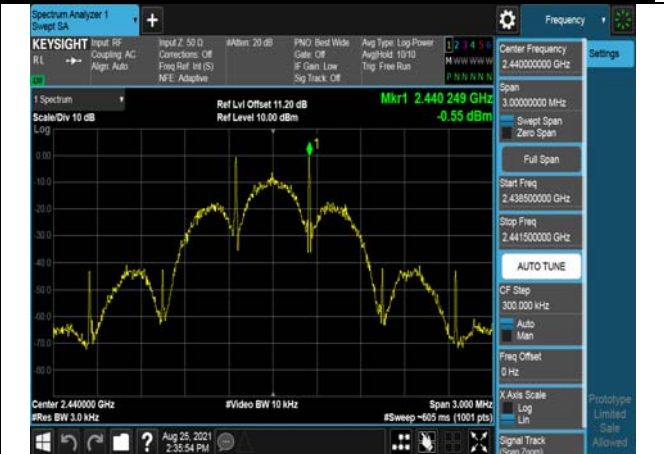 Spectrum Analyzer 1
Swept SA
Frequency
KEYSIGHT
RL
Input: RF
Coupling: AC
Align: Auto
Input Z: 50 Ω
Corrections: Off
Freq Ref: Int (S)
NFE: Adaptive
#Atten: 20 dB
PNO: Best Wide
Gate: Off
IF Gain: Low
Sig Track: Off
Avg Type: Log-Power
Avg|Hold: 10/10
Trig: Free Run
1 2 3 4 5 6
M W W W W W
P N N N N N
1 Spectrum
Scale/Div 10 dB
Log
Ref Lvl Offset 11.20 dB
Ref Level 10.00 dBm
Mkr1 2.440 249 GHz
-0.55 dBm
1
0.00
-10.0
-20.0
-30.0
-40.0
-50.0
-60.0
-70.0
-80.0
Center 2.440000 GHz
#Res BW 3.0 kHz
#Video BW 10 kHz
Span 3.000 MHz
#Sweep ~605 ms (1001 pts)
?
Aug 25, 2021
2:35:54 PM
Center Frequency
2.440000000 GHz
Settings
Span
3.00000000 MHz
Swept Span
Zero Span
Full Span
Start Freq
2.438500000 GHz
Stop Freq
2.441500000 GHz
AUTO TUNE
CF Step
300.000 kHz
Auto
Man
Freq Offset
0 Hz
X Axis Scale
Log
Lin
Signal Track
(Span Zoom)
Prototype
Limited
Sale
Allowed